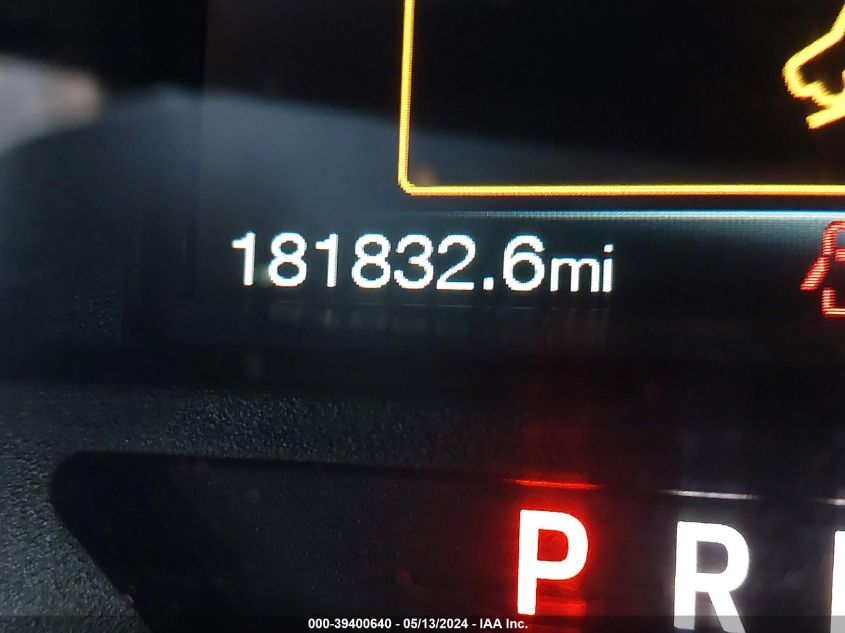 181832.6mi
P R
000-39400640 - 05/13/2024 - IAA Inc.